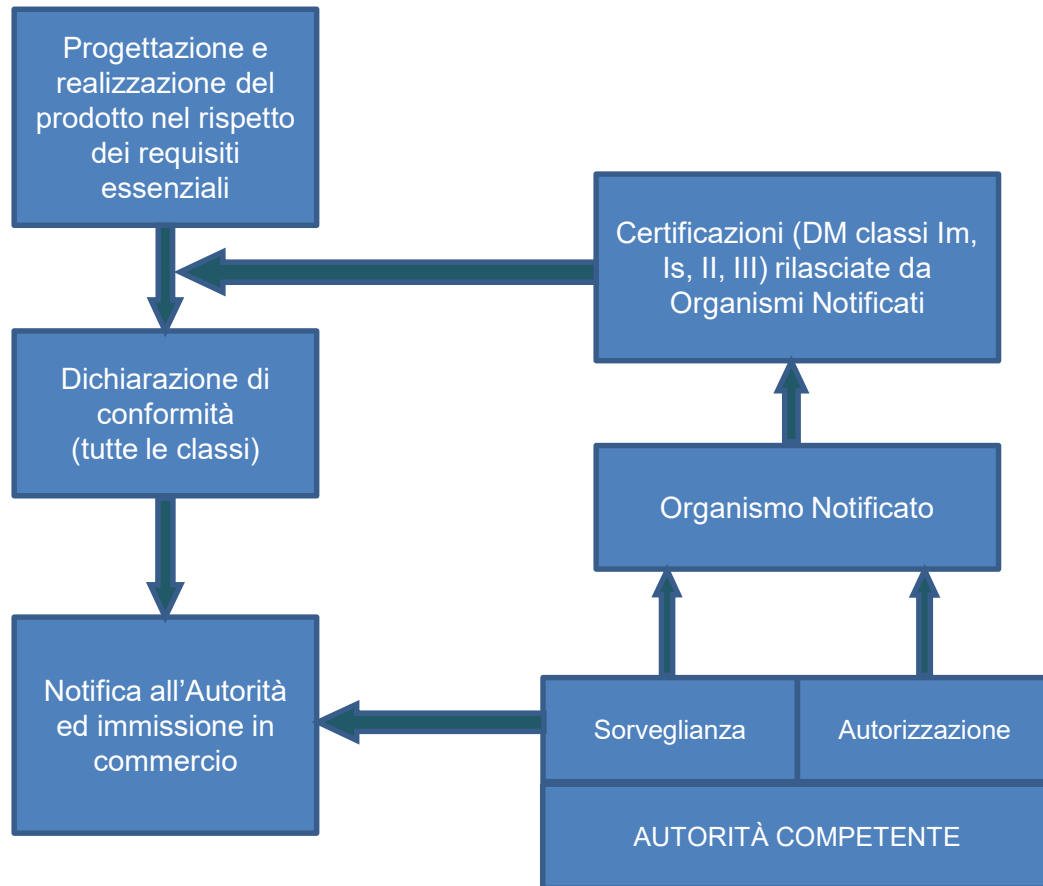 Progettazione e
realizzazione del
prodotto nel rispetto
dei requisiti
essenziali
Certificazioni (DM classi Im,
Is, II, III) rilasciate da
Organismi Notificati
Dichiarazione di
conformità
(tutte le classi)
Organismo Notificato
Notifica all’Autorità
ed immissione in
commercio
Sorveglianza
Autorizzazione
AUTORITÀ COMPETENTE